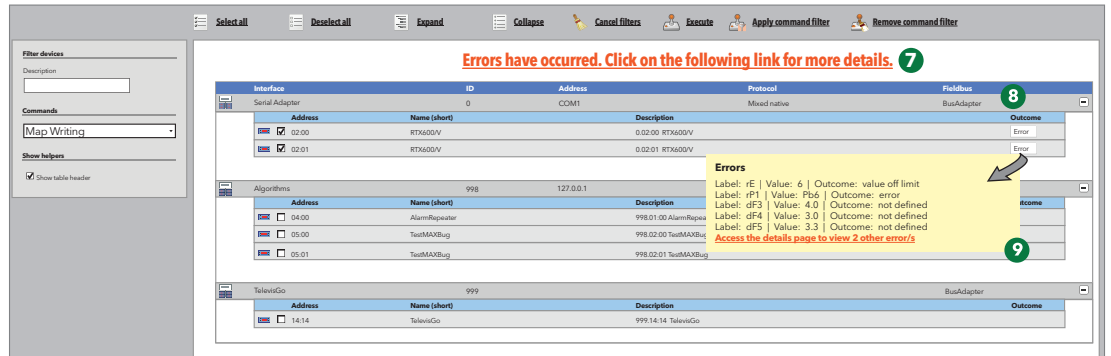 Select all Deselect all Expand Collapse Cancel filters Execute Apply command filter Remove command filter
Filter devices
Description
Commands
Map Writing
Show helpers
Show table header
Errors have occurred. Click on the following link for more details. 7
Interface ID Address Protocol Fieldbus
8
Serial Adapter 0 COM1 Mixed native BusAdapter
Address Name (short) Description Outcome
02:00 RTX600/V 0.02:00 RTX600/V Error
02:01 RTX600/V 0.02:01 RTX600/V Error
Errors
Label: rE | Value: 6 | Outcome: value off limit
Label: rP1 | Value: Pb6 | Outcome: error
Label: dF3 | Value: 4.0 | Outcome: not defined
Label: dF4 | Value: 3.0 | Outcome: not defined
Label: dF5 | Value: 3.3 | Outcome: not defined
Access the details page to view 2 other error/s
9
Algorithms 998 127.0.0.1
Address Name (short) Description tcome
04:00 AlarmRepeater 998.01:00 AlarmRepea
05:00 TestMAXBug 998.02:00 TestMAXBug
05:01 TestMAXBug 998.02:01 TestMAXBug
TelevisGo 999 BusAdapter
Address Name (short) Description Outcome
14:14 TelevisGo 999.14:14 TelevisGo